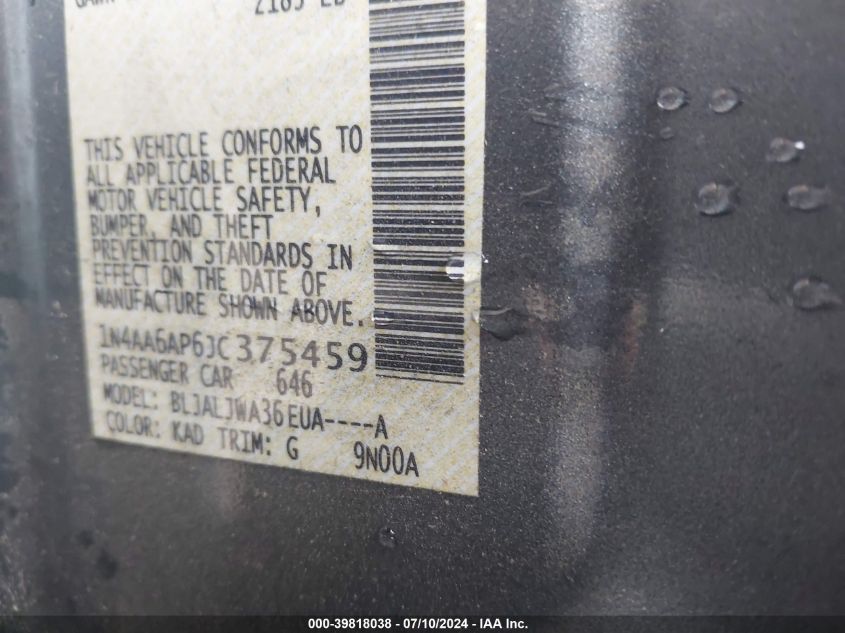 2183 LB
THIS VEHICLE CONFORMS TO
ALL APPLICABLE FEDERAL
MOTOR VEHICLE SAFETY,
BUMPER, AND THEFT
PREVENTION STANDARDS IN
EFFECT ON THE DATE OF
MANUFACTURE SHOWN ABOVE.
1N4AA6AP6JC375459
PASSENGER CAR 646
MODEL: BLJALJWA36EUA----A
COLOR: KAD TRIM: G 9N00A
000-39818038 - 07/10/2024 - IAA Inc.